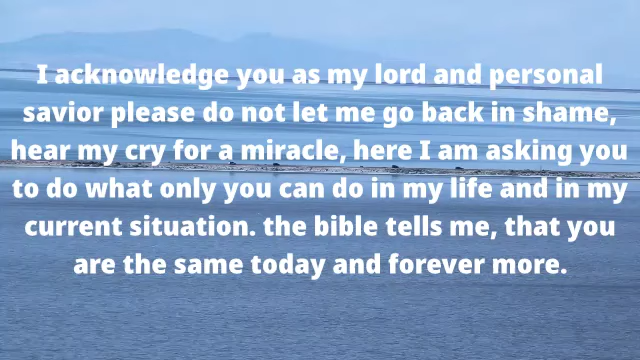 I acknowledge you as my lord and personal
savior please do not let me go back in shame,
hear my cry for a miracle, here I am asking you
to do what only you can do in my life and in my
current situation. the bible tells me, that you
are the same today and forever more.